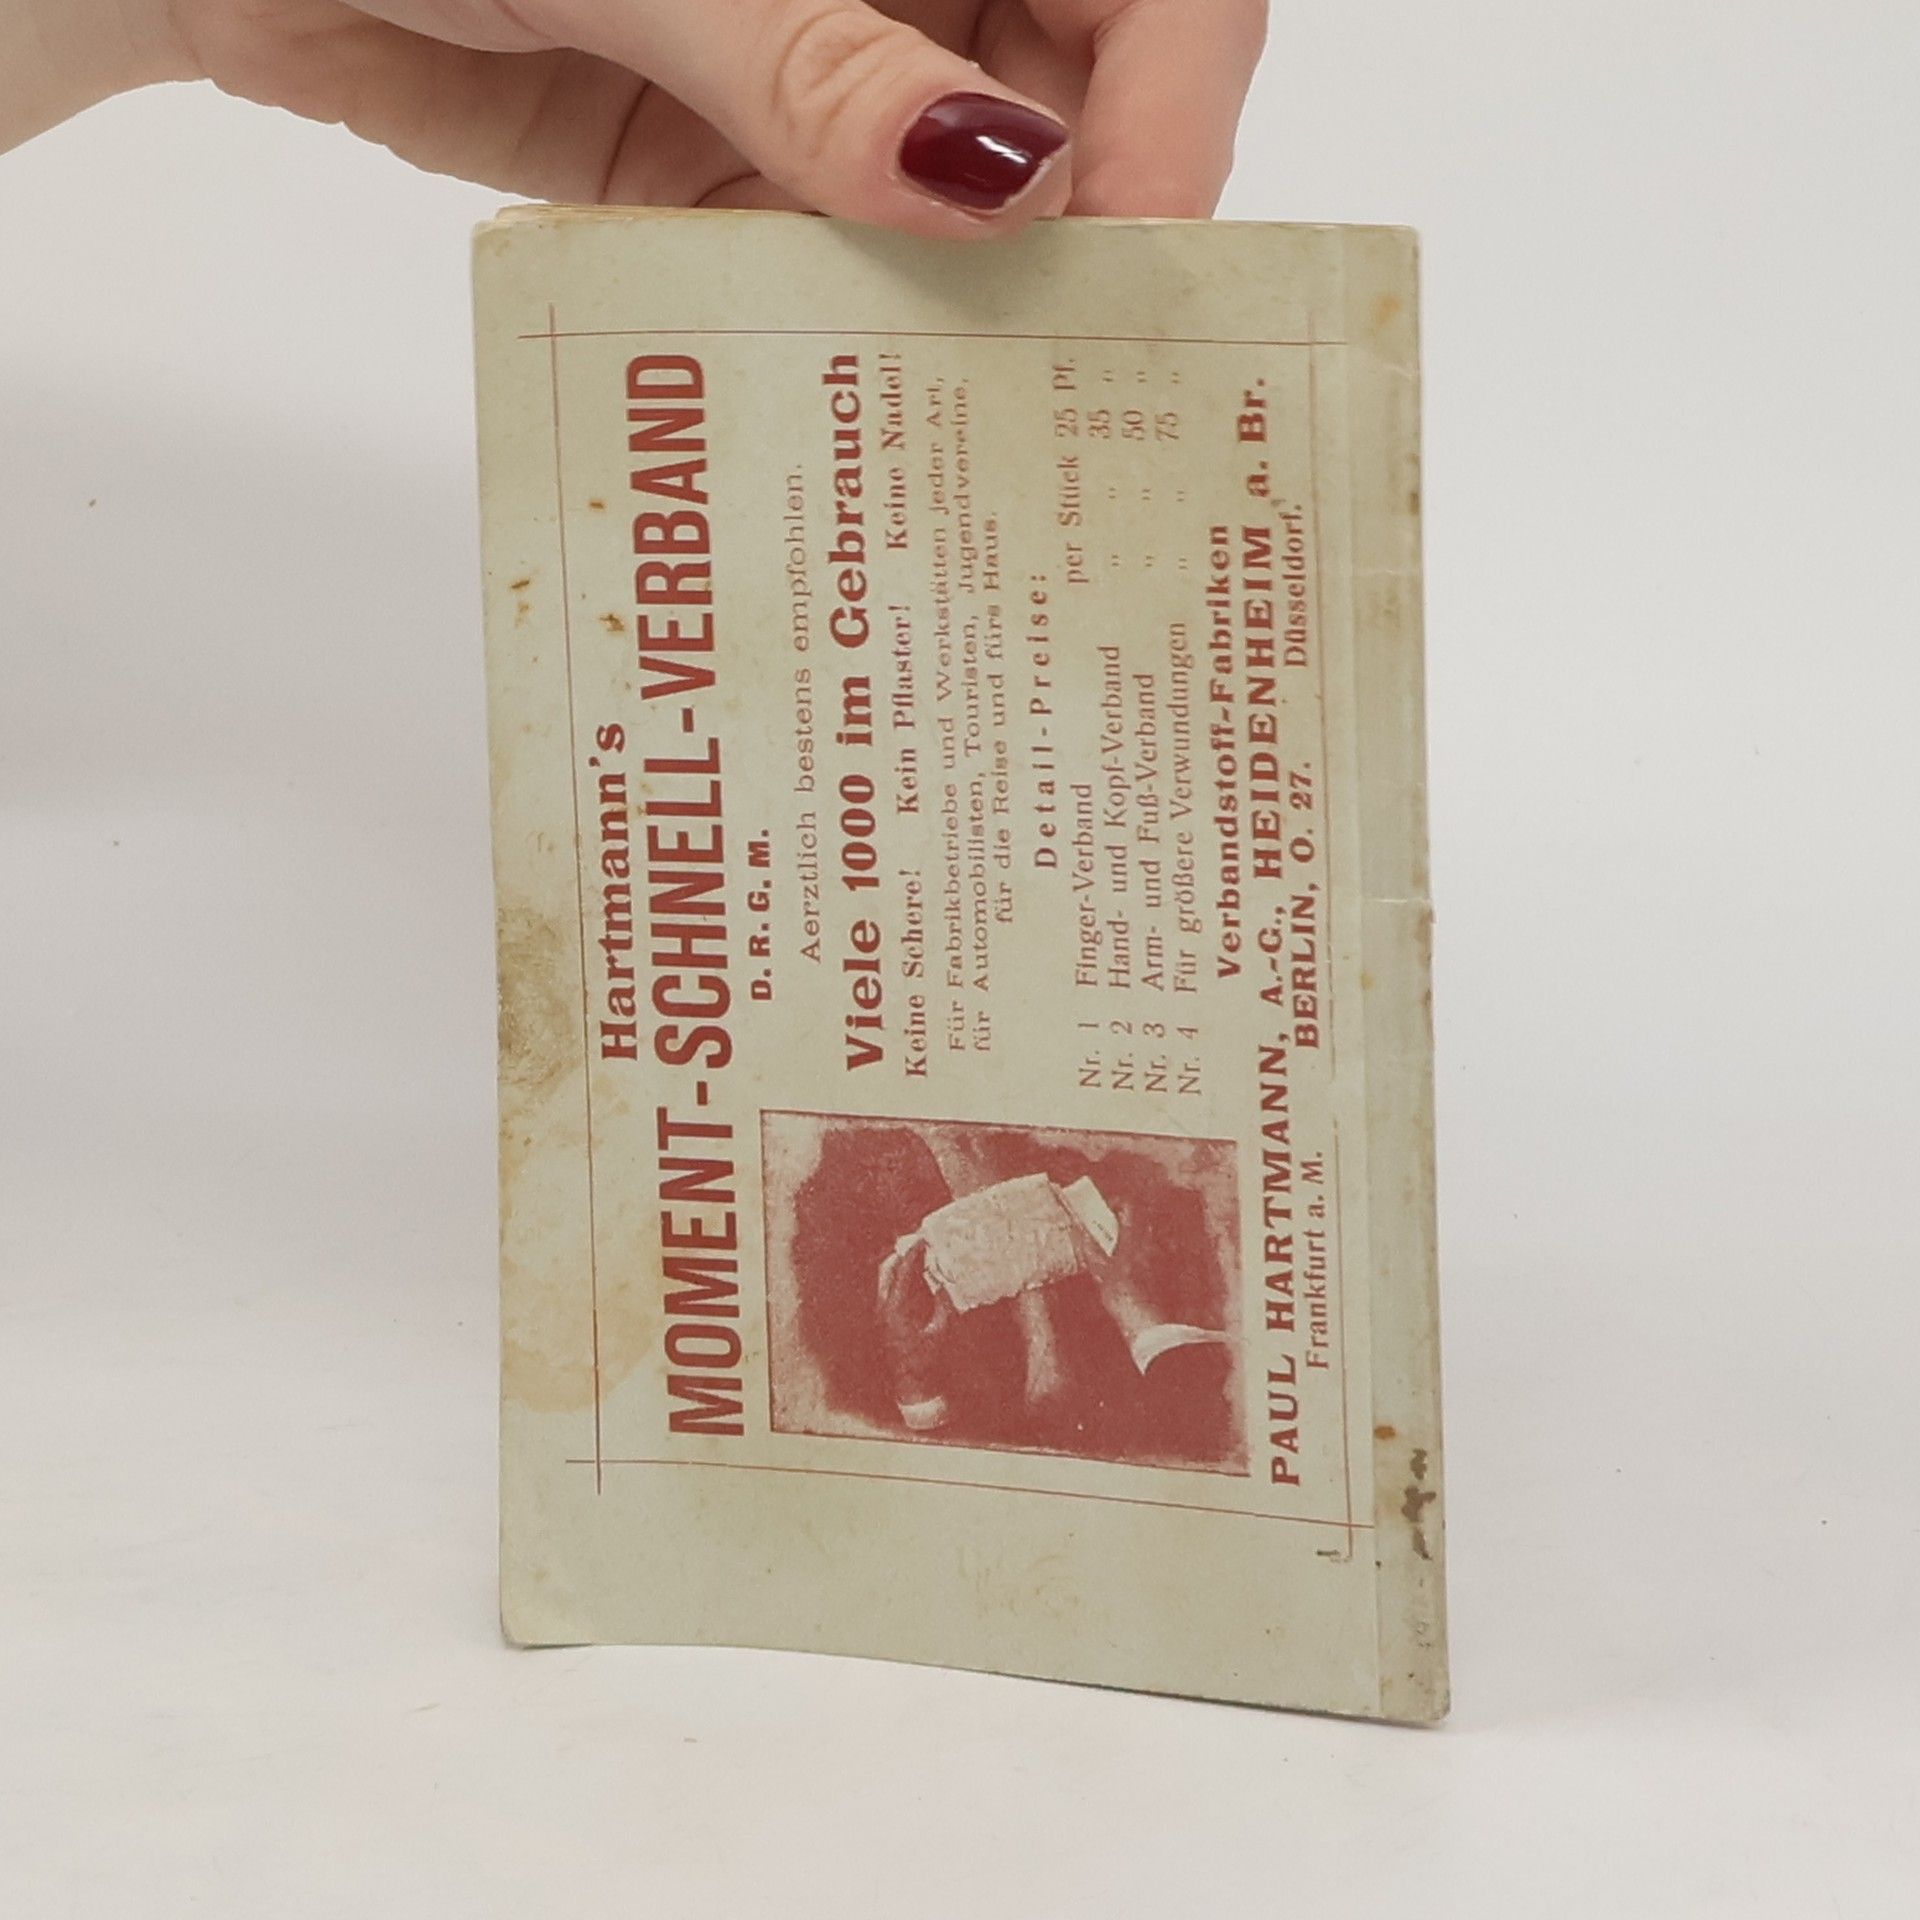 Hartmann's
MOMENT-SCHNELL-VERBAND
D. R. G. M.
Aerztlich bestens empfohlen.
Viele 1000 im Gebrauch
Keine Schere! Kein Pflaster! Keine Nadel!
Für Fabrikbetriebe und Werkstätten jeder Art,
für Automobilisten, Touristen, Jugendvereine,
für die Reise und fürs Haus.
Detail-Preise:
Nr. 1 Finger-Verband per Stück 25 Pf.
Nr. 2 Hand- und Kopf-Verband „ „ 35 „
Nr. 3 Arm- und Fuß-Verband „ „ 50 „
Nr. 4 Für größere Verwundungen „ „ 75 „
Verbandstoff-Fabriken
PAUL HARTMANN, A.-G., HEIDENHEIM a. Br.
Frankfurt a. M. BERLIN, O. 27. Düsseldorf.